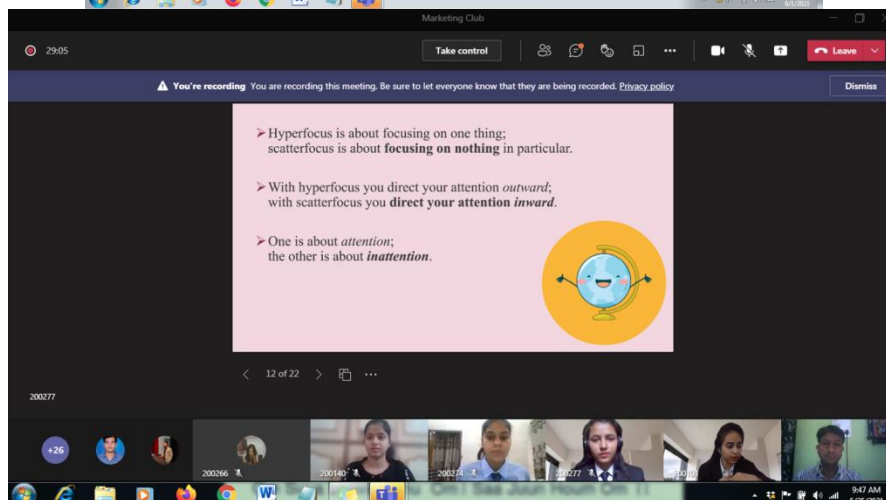 6/1/2021
Marketing Club
29:05
Take control
Leave
You're recording You are recording this meeting. Be sure to let everyone know that they are being recorded. Privacy policy
Dismiss
➢ Hyperfocus is about focusing on one thing;
scatterfocus is about focusing on nothing in particular.
➢ With hyperfocus you direct your attention outward;
with scatterfocus you direct your attention inward.
➢ One is about attention;
the other is about inattention.
12 of 22
200277
+26
200266
200140
200274
200277
9:47 AM